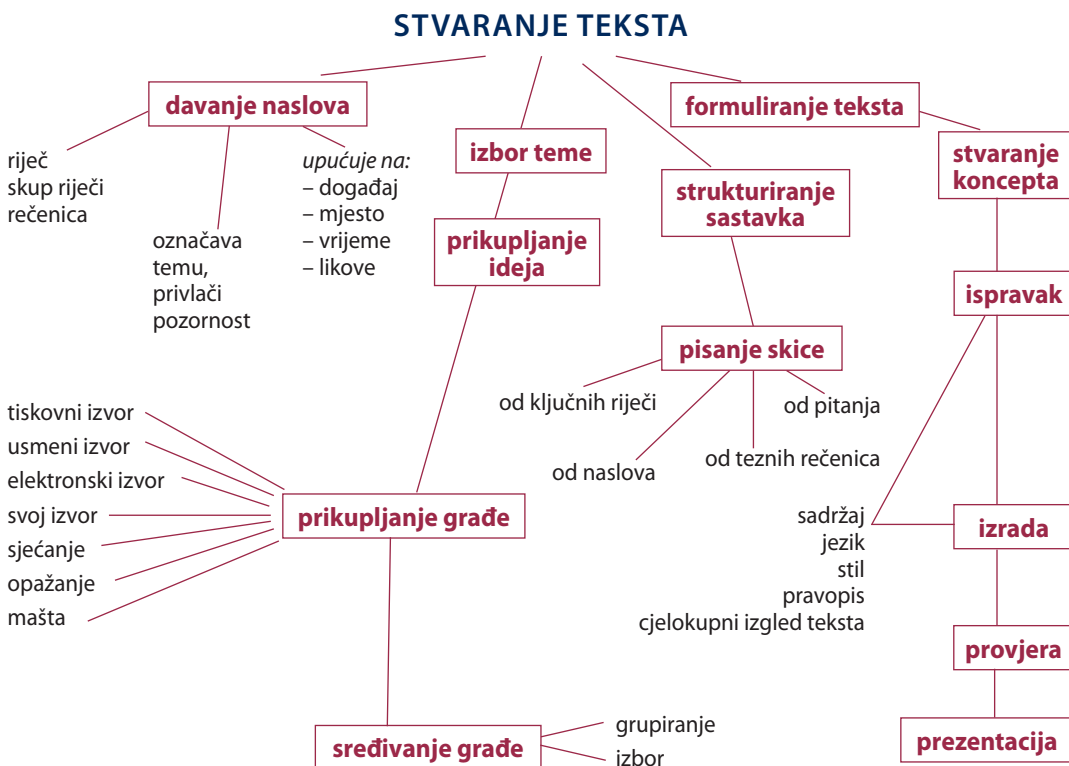 STVARANJE TEKSTA
davanje naslova
riječ
skup riječi
rečenica
označava
temu,
privlači
pozornost
upućuje na:
– događaj
– mjesto
– vrijeme
– likove
izbor teme
prikupljanje
ideja
prikupljanje građe
tiskovni izvor
usmeni izvor
elektronski izvor
svoj izvor
sjećanje
opažanje
mašta
sređivanje građe
grupiranje
izbor
strukturiranje
sastavka
pisanje skice
od ključnih riječi
od naslova
od teznih rečenica
od pitanja
formuliranje teksta
stvaranje
koncepta
ispravak
sadržaj
jezik
stil
pravopis
cjelokupni izgled teksta
izrada
provjera
prezentacija